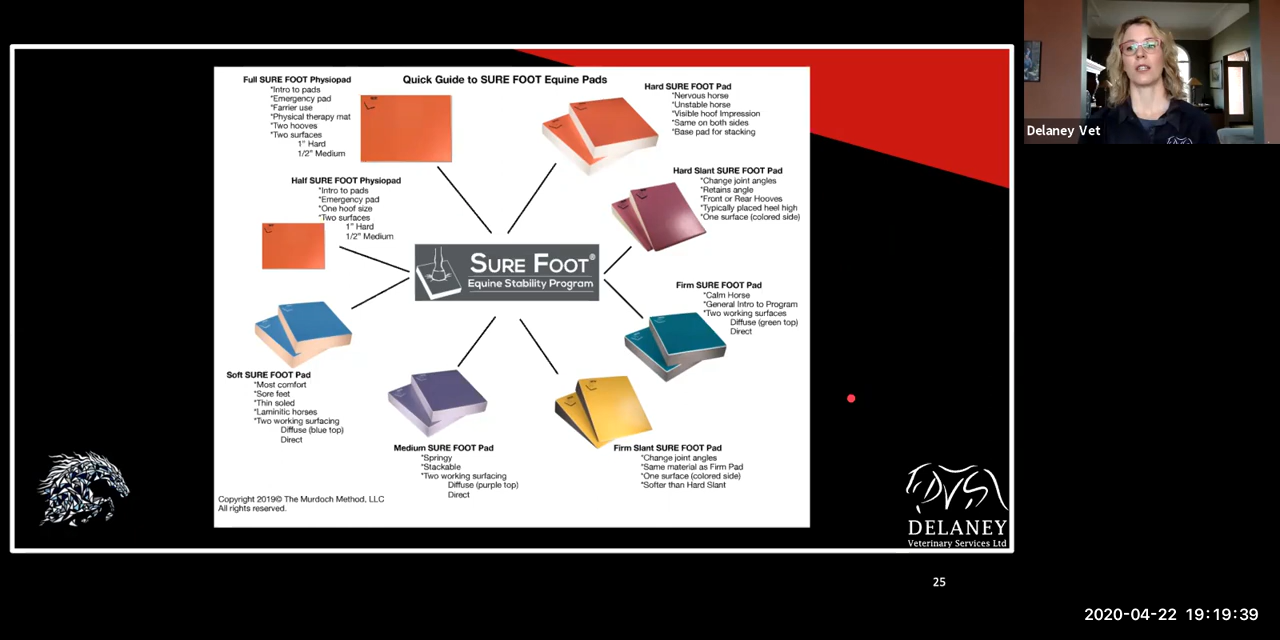 Quick Guide to SURE FOOT Equine Pads
Full SURE FOOT Physiopad
*Intro to pads
*Emergency pad
*Farrier use
*Physical therapy mat
*Two hooves
*Two surfaces
1" Hard
1/2" Medium
Hard SURE FOOT Pad
*Nervous horse
*Unstable horse
*Visible hoof Impression
*Same on both sides
*Base pad for stacking
Half SURE FOOT Physiopad
*Intro to pads
*Emergency pad
*One hoof size
*Two surfaces
1" Hard
1/2" Medium
Hard Slant SURE FOOT Pad
*Change joint angles
*Retains angle
*Front or Rear Hooves
*Typically placed heel high
*One surface (colored side)
SURE FOOT®
Equine Stability Program
Firm SURE FOOT Pad
*Calm Horse
*General Intro to Program
*Two working surfaces
Diffuse (green top)
Direct
Soft SURE FOOT Pad
*Most comfort
*Sore feet
*Thin soled
*Laminitic horses
*Two working surfacing
Diffuse (blue top)
Direct
Medium SURE FOOT Pad
*Springy
*Stackable
*Two working surfacing
Diffuse (purple top)
Direct
Firm Slant SURE FOOT Pad
*Change joint angles
*Same material as Firm Pad
*One surface (colored side)
*Softer than Hard Slant
Copyright 2019© The Murdoch Method, LLC
All rights reserved.
DVS
DELANEY
Veterinary Services Ltd
Delaney Vet
25
2020-04-22 19:19:39